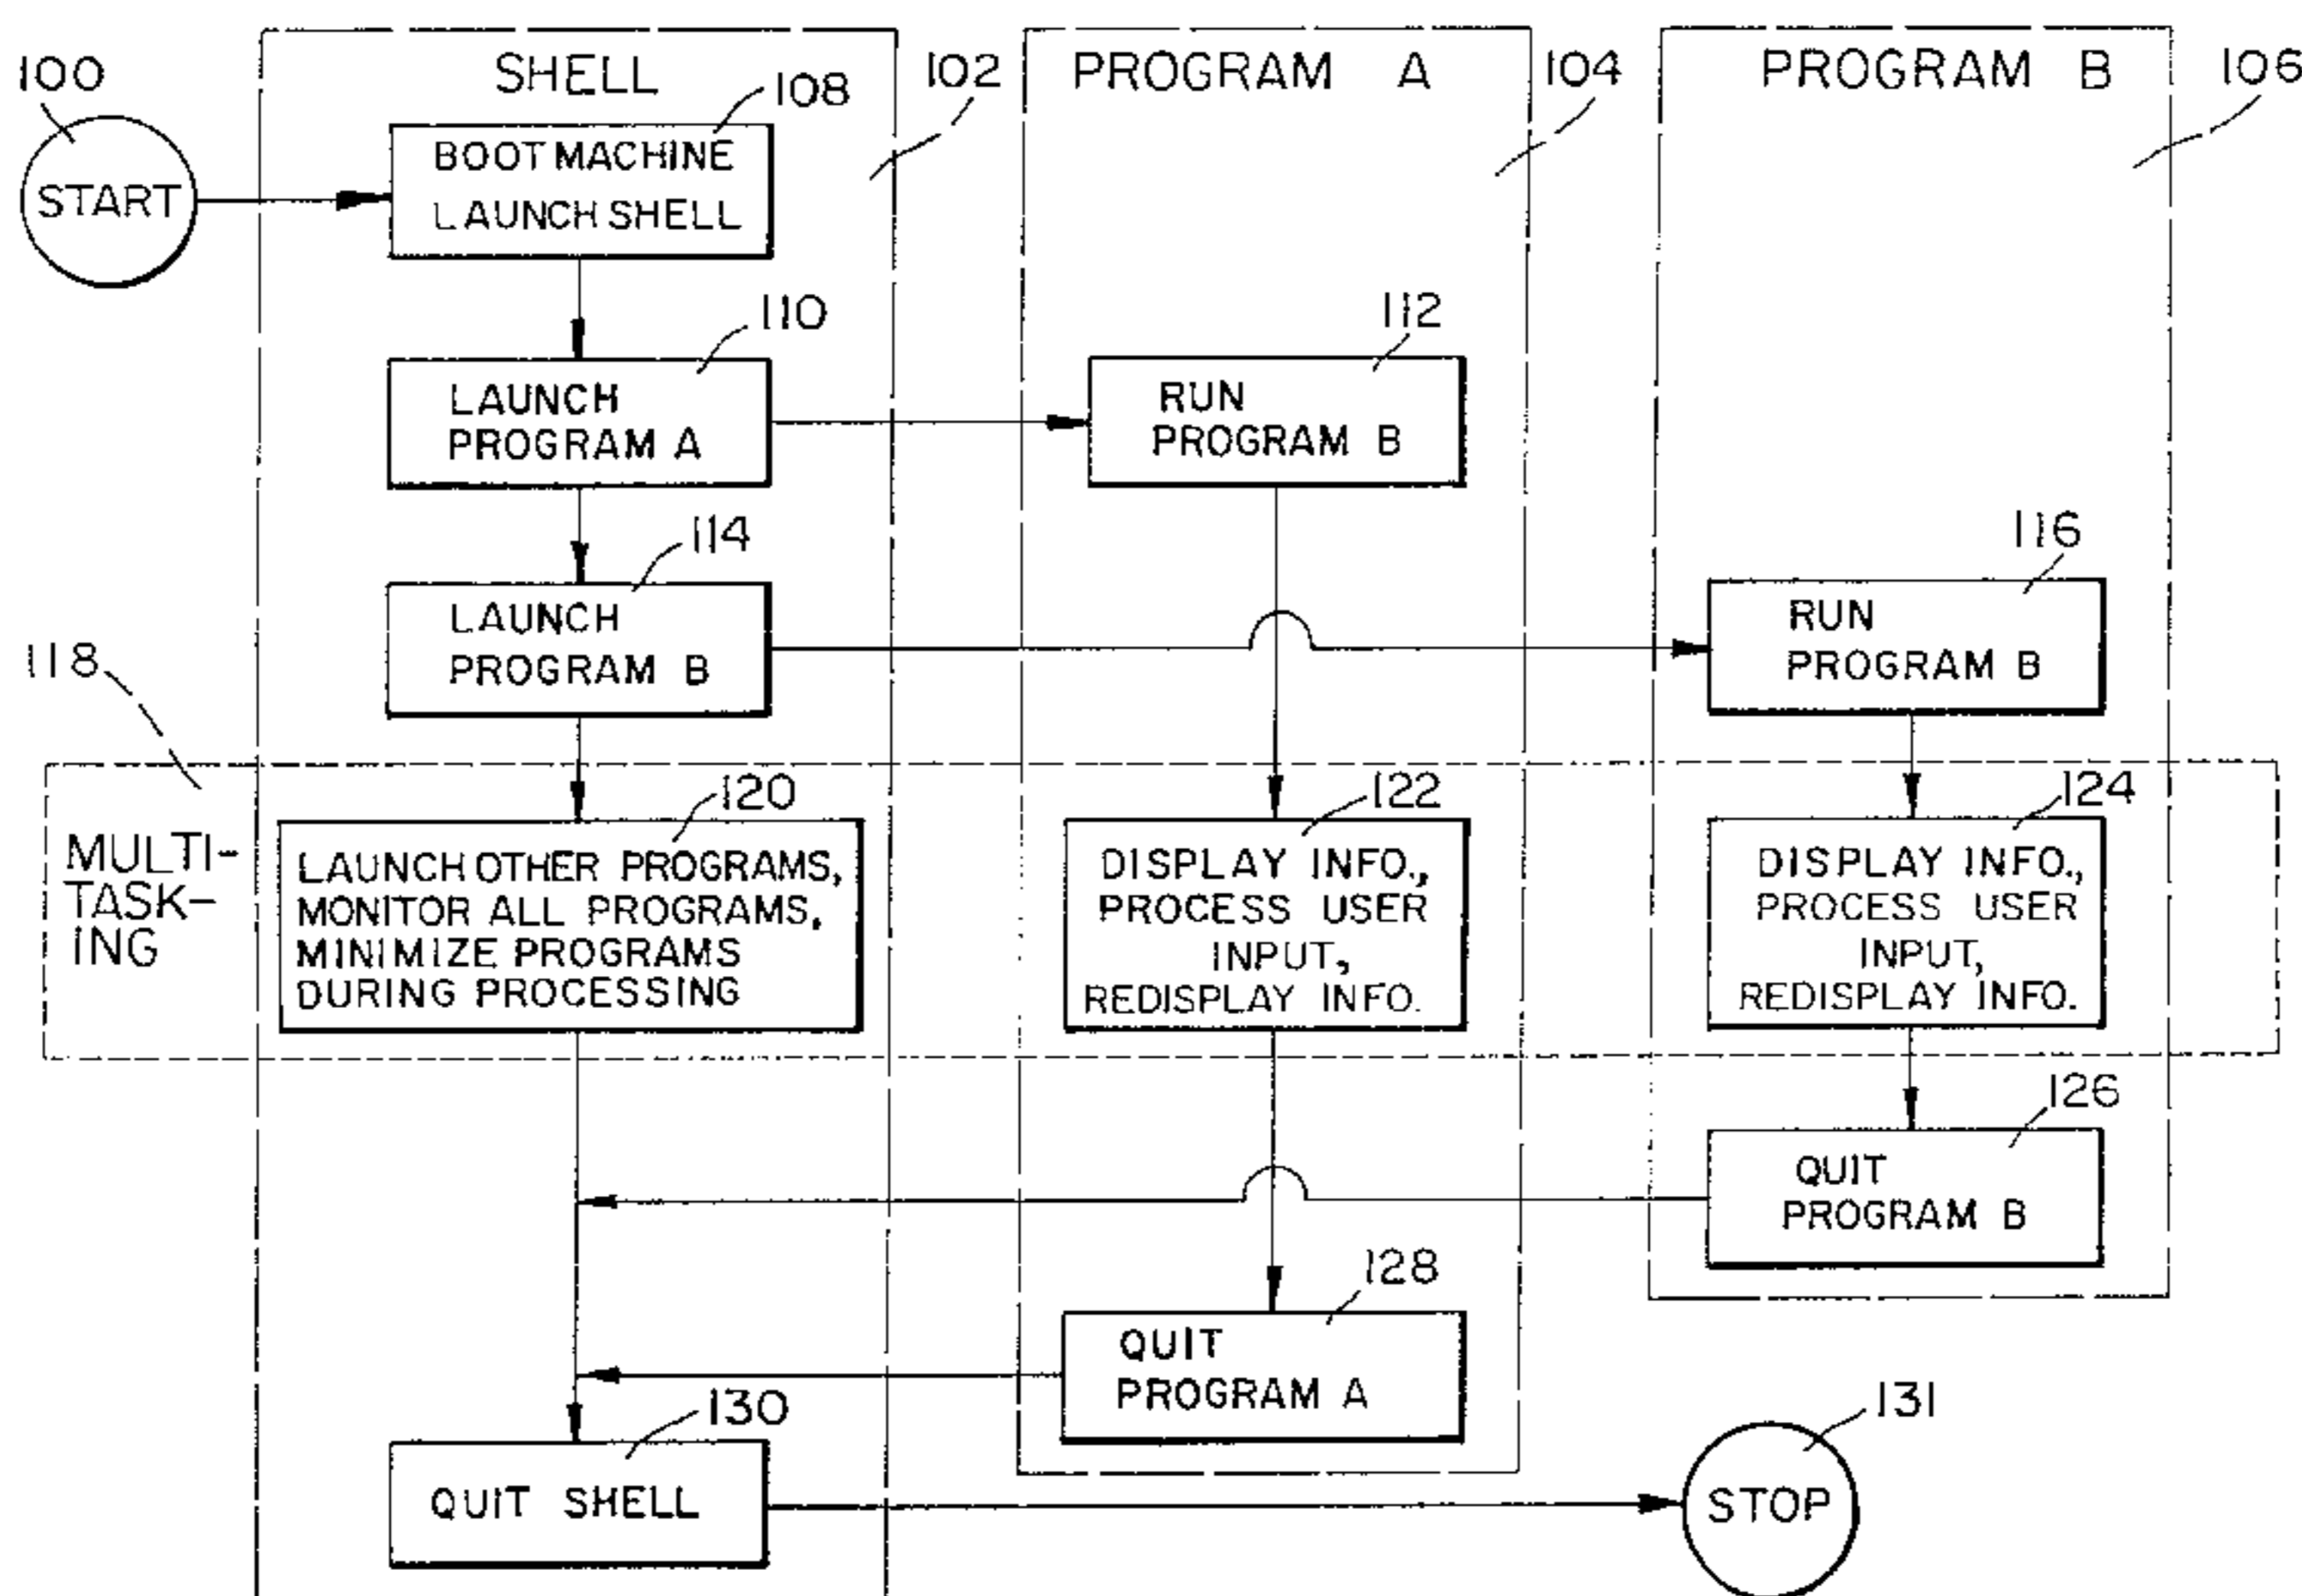 100
SHELL
102
PROGRAM A
104
PROGRAM B
106
START
108
BOOT MACHINE
LAUNCH SHELL
110
LAUNCH
PROGRAM A
112
RUN
PROGRAM B
114
LAUNCH
PROGRAM B
116
RUN
PROGRAM B
118
MULTI-
TASK-
ING
120
LAUNCH OTHER PROGRAMS,
MONITOR ALL PROGRAMS,
MINIMIZE PROGRAMS
DURING PROCESSING
122
DISPLAY INFO.,
PROCESS USER
INPUT,
REDISPLAY INFO.
124
DISPLAY INFO.,
PROCESS USER
INPUT,
REDISPLAY INFO.
126
QUIT
PROGRAM B
128
QUIT
PROGRAM A
130
QUIT SHELL
131
STOP